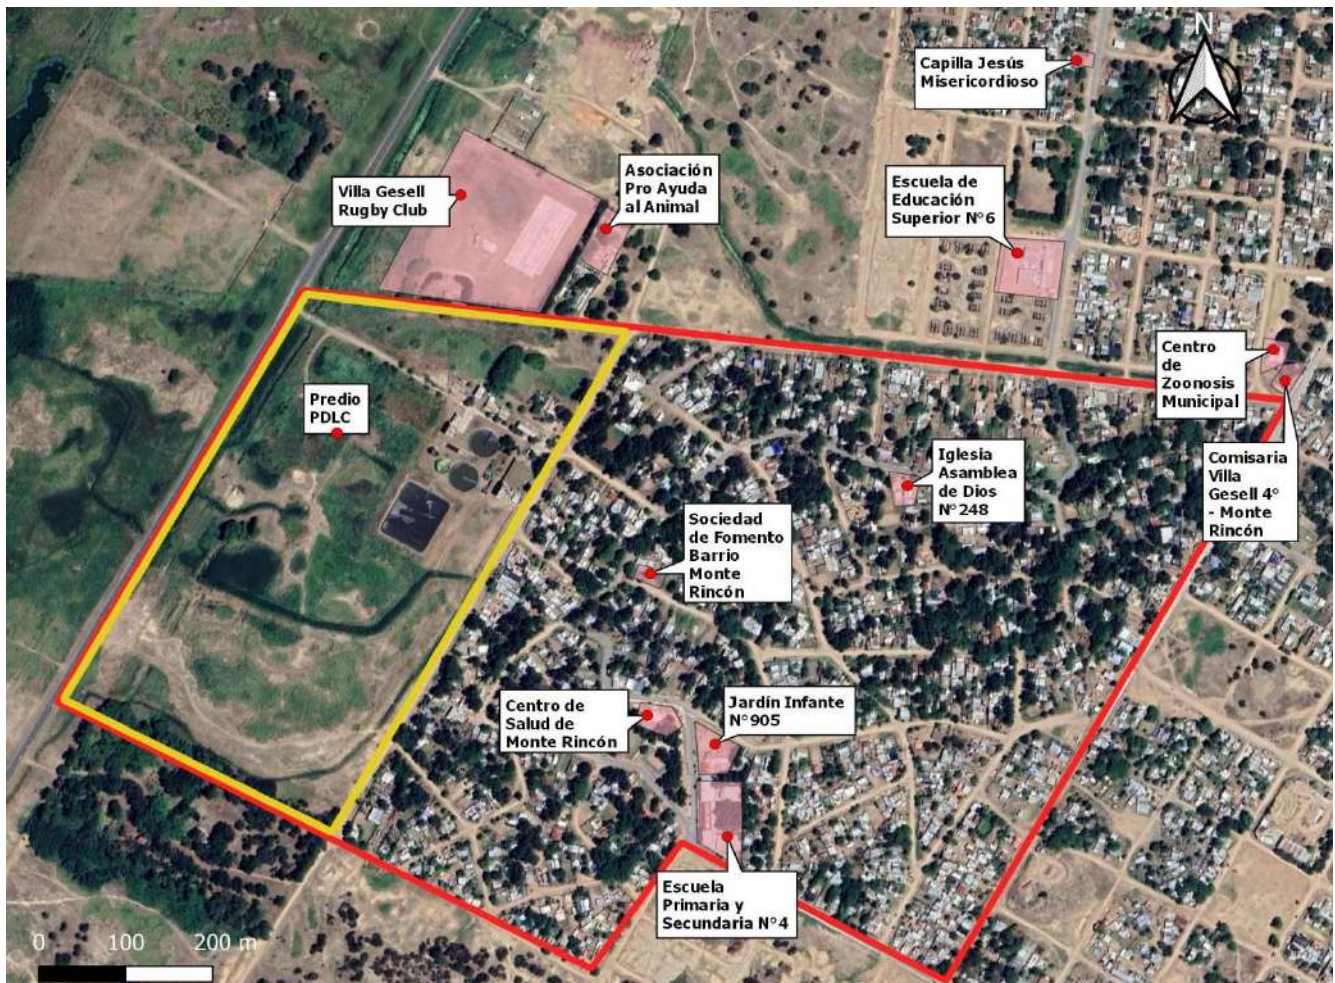 N
Capilla Jesús
Misericordioso
Villa Gesell
Rugby Club
Asociación
Pro Ayuda
al Animal
Escuela de
Educación
Superior N°6
Centro
de
Zoonosis
Municipal
Predio
PDLC
Iglesia
Asamblea
de Dios
N°248
Comisaria
Villa
Gesell 4°
- Monte
Rincón
Sociedad
de Fomento
Barrio
Monte
Rincón
Centro de
Salud de
Monte Rincón
Jardín Infante
N°905
Escuela
Primaria y
Secundaria N°4
0 100 200 m